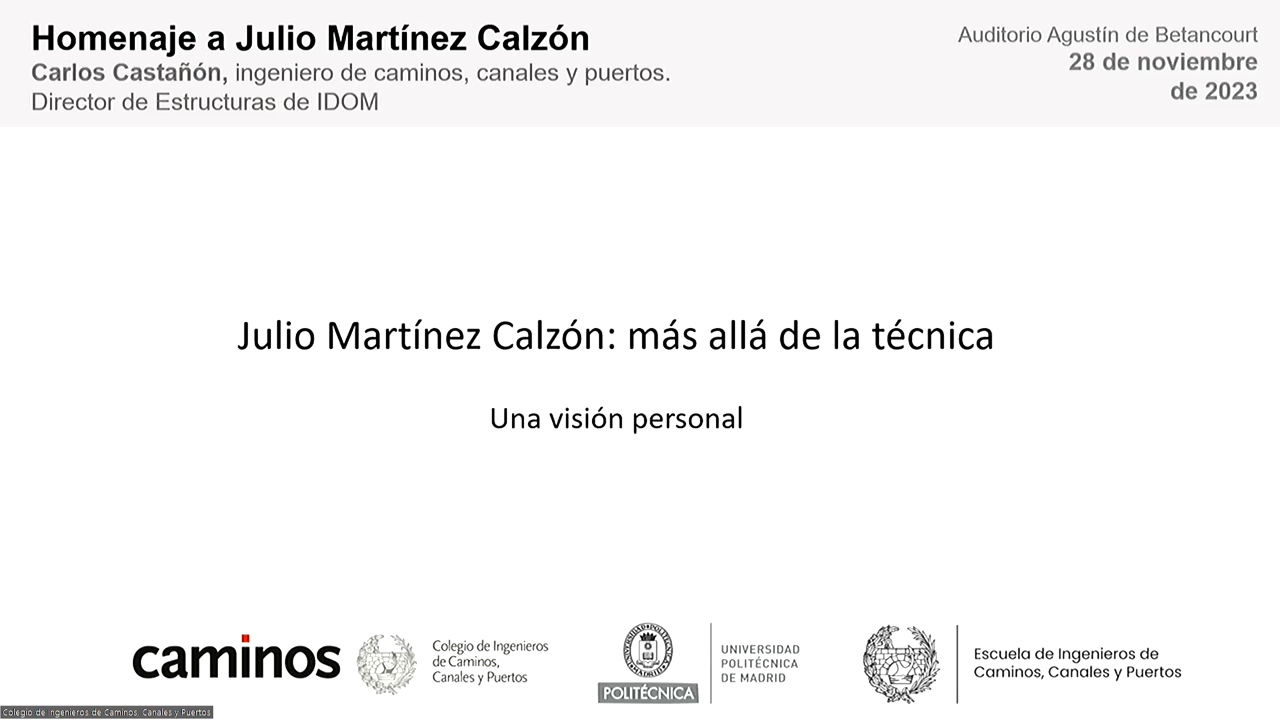 Homenaje a Julio Martínez Calzón
Carlos Castañón, ingeniero de caminos, canales y puertos.
Director de Estructuras de IDOM
Auditorio Agustín de Betancourt
28 de noviembre
de 2023
Julio Martínez Calzón: más allá de la técnica
Una visión personal
caminos
Colegio de Ingenieros
de Caminos,
Canales y Puertos
POLITÉCNICA
UNIVERSIDAD
POLITÉCNICA
DE MADRID
Escuela de Ingenieros de
Caminos, Canales y Puertos
Colegio de Ingenieros de Caminos, Canales y Puertos